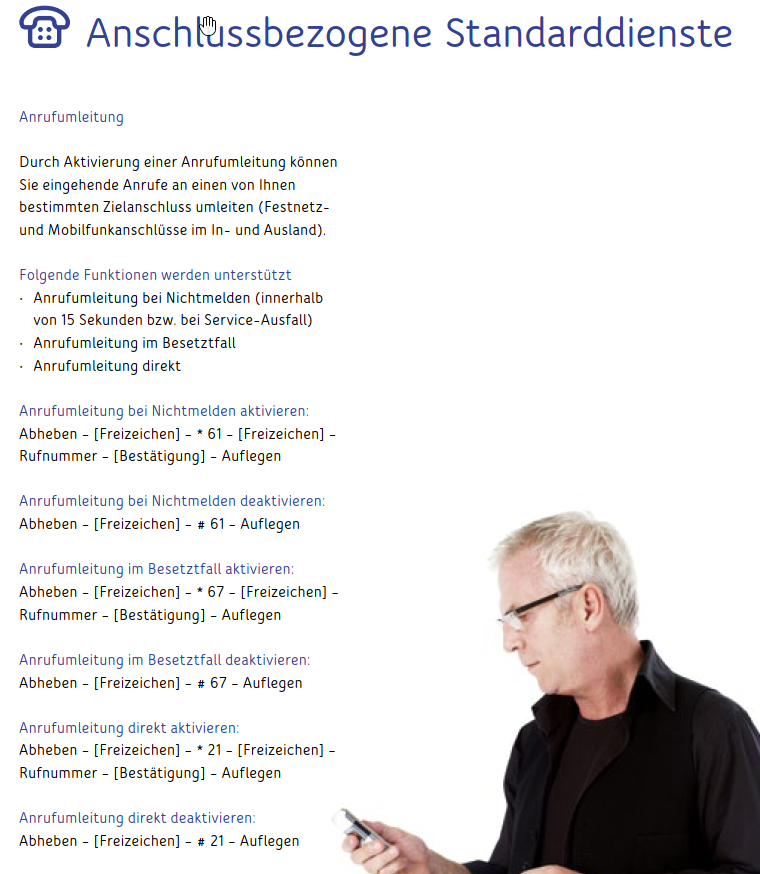 Anschlussbezogene Standarddienste
Anrufumleitung
Durch Aktivierung einer Anrufumleitung können
Sie eingehende Anrufe an einen von Ihnen
bestimmten Zielanschluss umleiten (Festnetz-
und Mobilfunkanschlüsse im In- und Ausland).
Folgende Funktionen werden unterstützt
· Anrufumleitung bei Nichtmelden (innerhalb
von 15 Sekunden bzw. bei Service-Ausfall)
· Anrufumleitung im Besetztfall
· Anrufumleitung direkt
Anrufumleitung bei Nichtmelden aktivieren:
Abheben – [Freizeichen] – * 61 – [Freizeichen] –
Rufnummer – [Bestätigung] – Auflegen
Anrufumleitung bei Nichtmelden deaktivieren:
Abheben – [Freizeichen] – # 61 – Auflegen
Anrufumleitung im Besetztfall aktivieren:
Abheben – [Freizeichen] – * 67 – [Freizeichen] –
Rufnummer – [Bestätigung] – Auflegen
Anrufumleitung im Besetztfall deaktivieren:
Abheben – [Freizeichen] – # 67 – Auflegen
Anrufumleitung direkt aktivieren:
Abheben – [Freizeichen] – * 21 – [Freizeichen] –
Rufnummer – [Bestätigung] – Auflegen
Anrufumleitung direkt deaktivieren:
Abheben – [Freizeichen] – # 21 – Auflegen